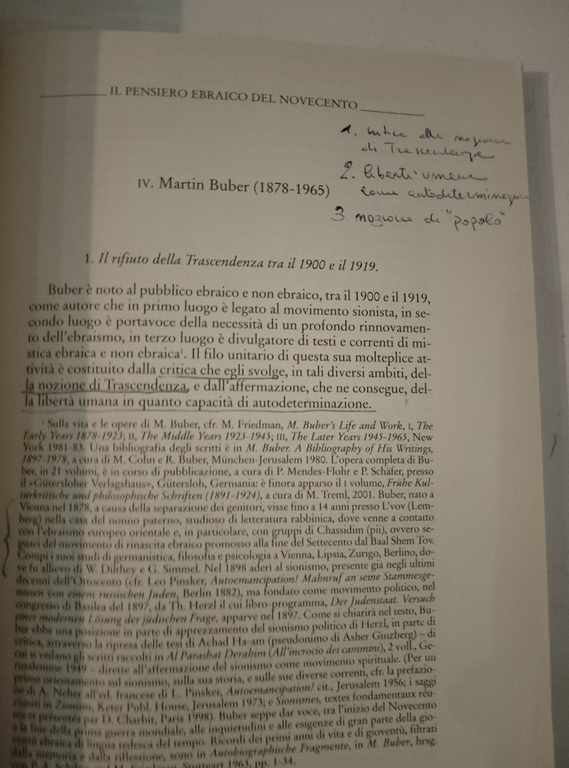 IL PENSIERO EBRAICO DEL NOVECENTO
1. critica alla nozione
di Trascendenza
2. libertà umana
come autodeterminazione
3. nozione di "popolo"
IV. Martin Buber (1878-1965)
1. Il rifiuto della Trascendenza tra il 1900 e il 1919.
Buber è noto al pubblico ebraico e non ebraico, tra il 1900 e il 1919,
come autore che in primo luogo è legato al movimento sionista, in se-
condo luogo è portavoce della necessità di un profondo rinnovamen-
to dell'ebraismo, in terzo luogo è divulgatore di testi e correnti di mi-
stica ebraica e non ebraica¹. Il filo unitario di questa sua molteplice at-
tività è costituito dalla critica che egli svolge, in tali diversi ambiti, del-
la nozione di Trascendenza, e dall'affermazione, che ne consegue, del-
la libertà umana in quanto capacità di autodeterminazione.
¹ Sulla vita e le opere di M. Buber, cfr. M. Friedman, M. Buber's Life and Work, I, The
Early Years 1878-1923; II, The Middle Years 1923-1945; III, The Later Years 1945-1965, New
York 1981-83. Una bibliografia degli scritti è in M. Buber: A Bibliography of His Writings,
1897-1978, a cura di M. Cohn e R. Buber, München-Jerusalem 1980. L'opera completa di Bu-
ber, in 21 volumi, è in corso di pubblicazione, a cura di P. Mendes-Flohr e P. Schäfer, presso
il «Gütersloher Verlagshaus», Gütersloh, Germania: è finora apparso il 1 volume, Frühe Kul-
turkritische und philosophische Schriften (1891-1924), a cura di M. Treml, 2001. Buber, nato a
Vienna nel 1878, a causa della separazione dei genitori, visse fino a 14 anni presso L'vov (Lem-
berg) nella casa del nonno paterno, studioso di letteratura rabbinica, dove venne a contatto
con l'ebraismo europeo orientale e, in particolare, con gruppi di Chassidim (pii), ovvero se-
guaci del movimento di rinascita ebraico promosso alla fine del Settecento dal Baal Shem Tov.
Compì i suoi studi di germanistica, filosofia e psicologia a Vienna, Lipsia, Zurigo, Berlino, do-
ve fu allievo di W. Dilthey e G. Simmel. Nel 1898 aderì al sionismo, presente già negli ultimi
decenni dell'Ottocento (cfr. Leo Pinsker, Autoemancipation! Mahnruf an seine Stammesge-
nossen von einem russischen Juden, Berlin 1882), ma fondato come movimento politico, nel
congresso di Basilea del 1897, da Th. Herzl il cui libro-programma, Der Judenstaat. Versuch
einer modernen Lösung der jüdischen Frage, apparve nel 1897. Come si chiarirà nel testo, Bu-
ber ebbe una posizione in parte di apprezzamento del sionismo politico di Herzl, in parte di
critica, attraverso la ripresa delle tesi di Achad Ha-am (pseudonimo di Asher Ginzberg) – di
cui si vedano gli scritti raccolti in Al Parashat Derahim (All'incrocio dei cammini), 2 voll., Ge-
rusalemme 1949 – dirette all'affermazione del sionismo come movimento spirituale. (Per un
primo orientamento sul sionismo, sulla sua storia, e sulle sue diverse correnti, cfr. la prefazio-
ne di A. Neher all'ed. francese di L. Pinsker, Autoemancipation! cit., Jerusalem 1956; i saggi
riuniti in Zionism, Keter Publ. House, Jerusalem 1973; e Sionismes, textes fondamentaux réu-
nis et présentés par D. Charbit, Paris 1998). Buber seppe dar voce, tra l'inizio del Novecento
e la fine della prima guerra mondiale, alle inquietudini e alle esigenze di gran parte della gio-
ventù ebraica di lingua tedesca del tempo. Ricordi dei primi anni di vita e di gioventù, filtrati
dalla memoria e dalla riflessione, sono in Autobiographische Fragmente, in M. Buber, hrsg.
Stuttgart 1963, pp. 1-34.